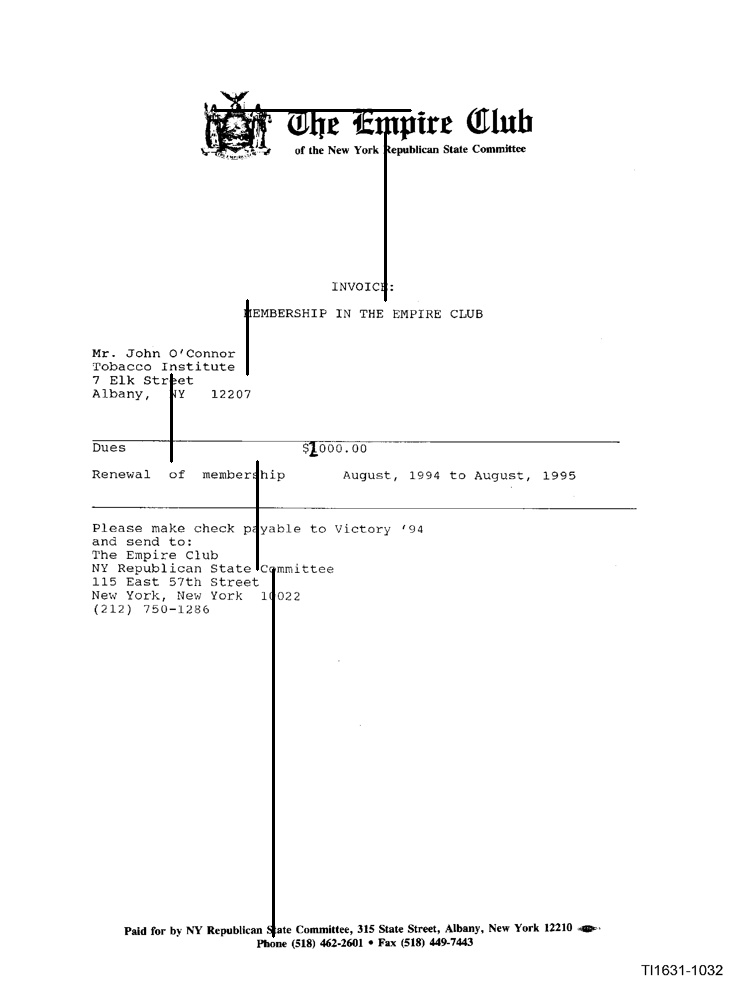 The Empire Club
of the New York Republican State Committee
INVOICE:
MEMBERSHIP IN THE EMPIRE CLUB
Mr. John O'Connor
Tobacco Institute
7 Elk Street
Albany, NY 12207
Dues $1000.00
Renewal of membership August, 1994 to August, 1995
Please make check payable to Victory '94
and send to:
The Empire Club
NY Republican State Committee
115 East 57th Street
New York, New York 10022
(212) 750-1286
Paid for by NY Republican State Committee, 315 State Street, Albany, New York 12210
Phone (518) 462-2601 • Fax (518) 449-7443
TI1631-1032